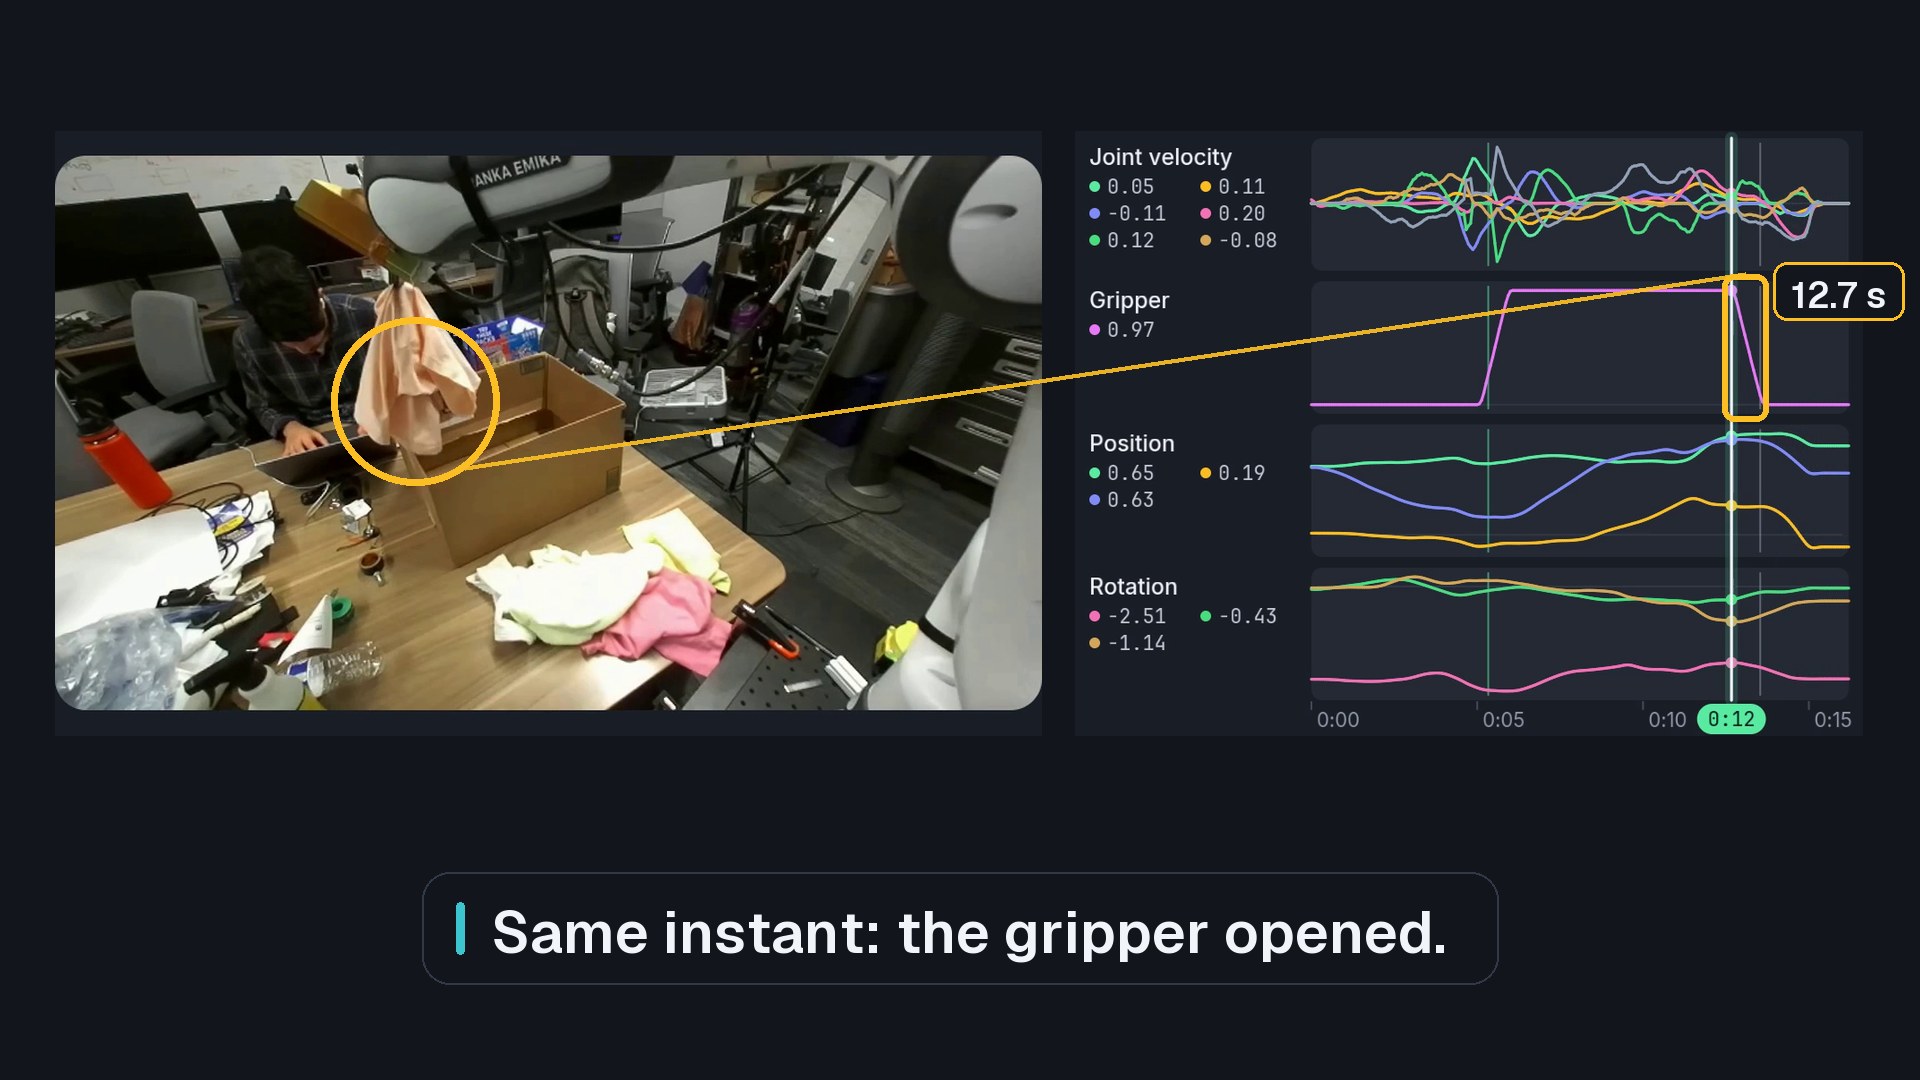 ANKA EMIKA
Joint velocity
0.05 0.11
-0.11 0.20
0.12 -0.08
Gripper
0.97
12.7 s
Position
0.65 0.19
0.63
Rotation
-2.51 -0.43
-1.14
0:00 0:05 0:10 0:12 0:15
Same instant: the gripper opened.